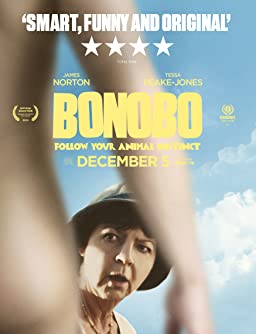 'SMART, FUNNY AND ORIGINAL'
JAMES
NORTON
TESSA
PEAKE-JONES
BONOBO
FOLLOW YOUR ANIMAL INSTINCT
DECEMBER 5